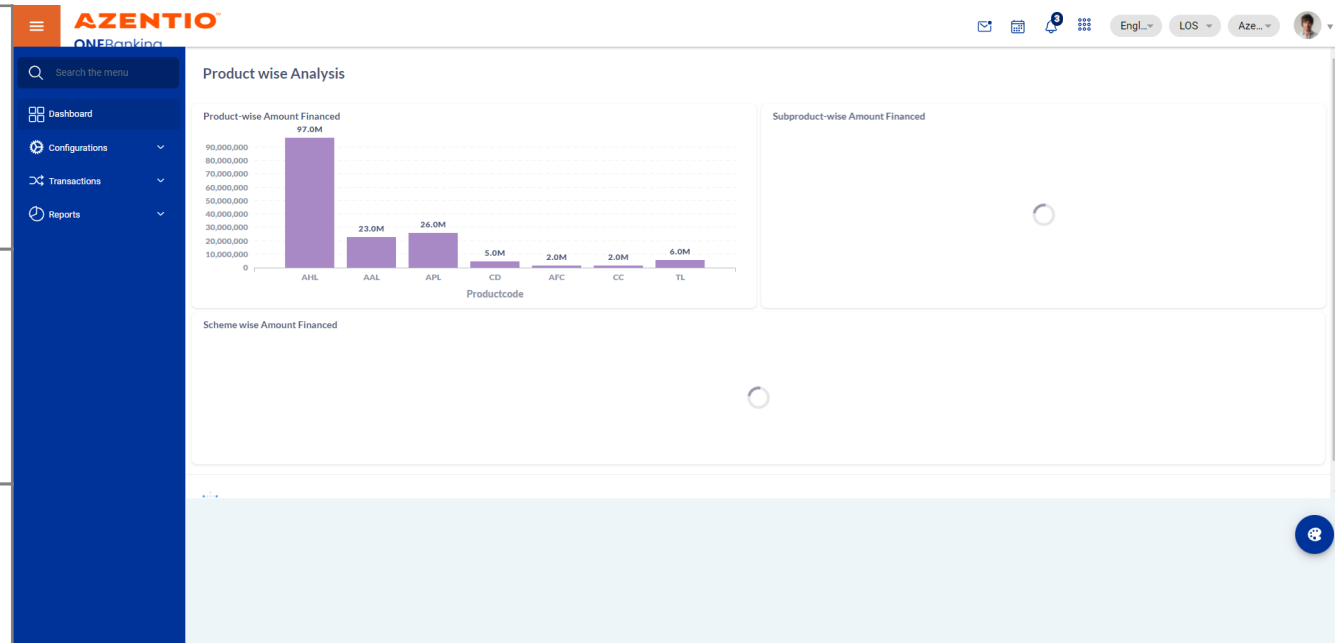 AZENTIO™
ONEBanking
3
Engl...
LOS
Aze...
Search the menu
Dashboard
Configurations
Transactions
Reports
Product wise Analysis
Product-wise Amount Financed
97.0M
90,000,000
80,000,000
70,000,000
60,000,000
50,000,000
40,000,000
30,000,000
20,000,000
10,000,000
0
23.0M
26.0M
5.0M
2.0M
2.0M
6.0M
AHL AAL APL CD AFC CC TL
Productcode
Subproduct-wise Amount Financed
Scheme wise Amount Financed